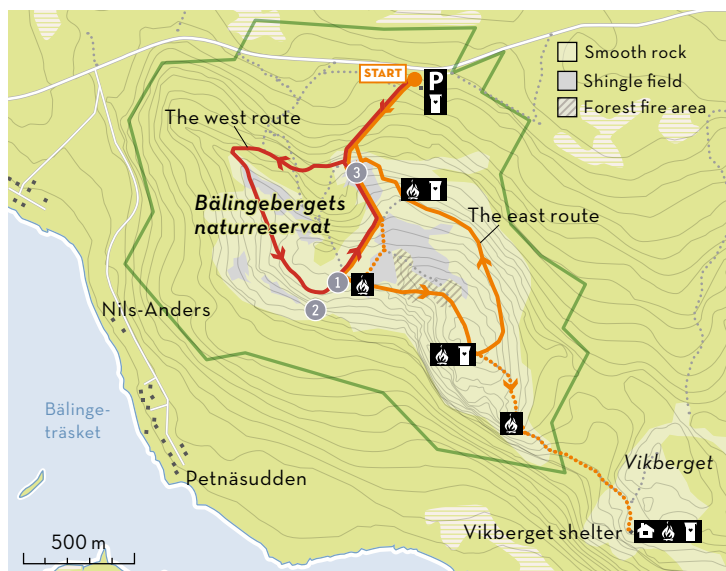 START
P
Smooth rock
Shingle field
Forest fire area
The west route
3
Bälingebergets
naturreservat
The east route
1
2
Nils-Anders
Bälinge-
träsket
Petnäsudden
Vikberget
Vikberget shelter
500 m